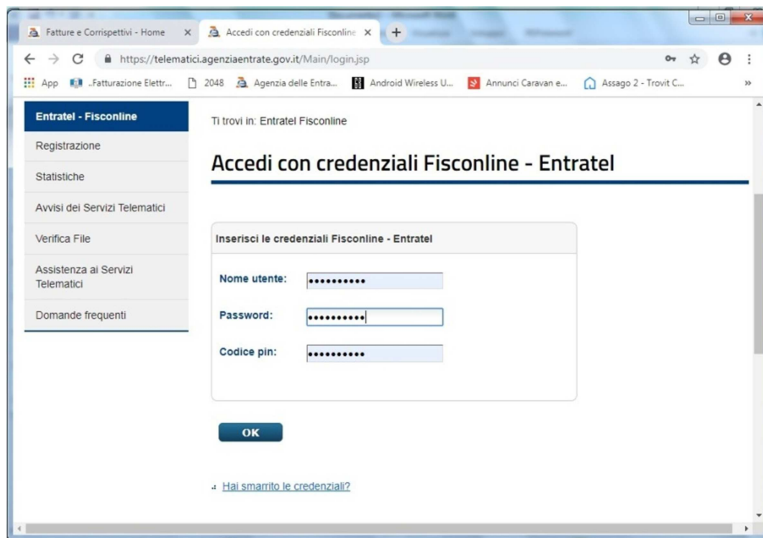 Fatture e Corrispettivi - Home
Accedi con credenziali Fisconline
https://telematici.agenziaentrate.gov.it/Main/login.jsp
App
..Fatturazione Elettr...
2048
Agenzia delle Entra...
Android Wireless U...
Annunci Caravan e...
Assago 2 - Trovit C...
Entratel - Fisconline
Registrazione
Statistiche
Avvisi dei Servizi Telematici
Verifica File
Assistenza ai Servizi
Telematici
Domande frequenti
Ti trovi in: Entratel Fisconline
Accedi con credenziali Fisconline - Entratel
Inserisci le credenziali Fisconline - Entratel
Nome utente: ••••••••••
Password: ••••••••••
Codice pin: ••••••••••
OK
Hai smarrito le credenziali?